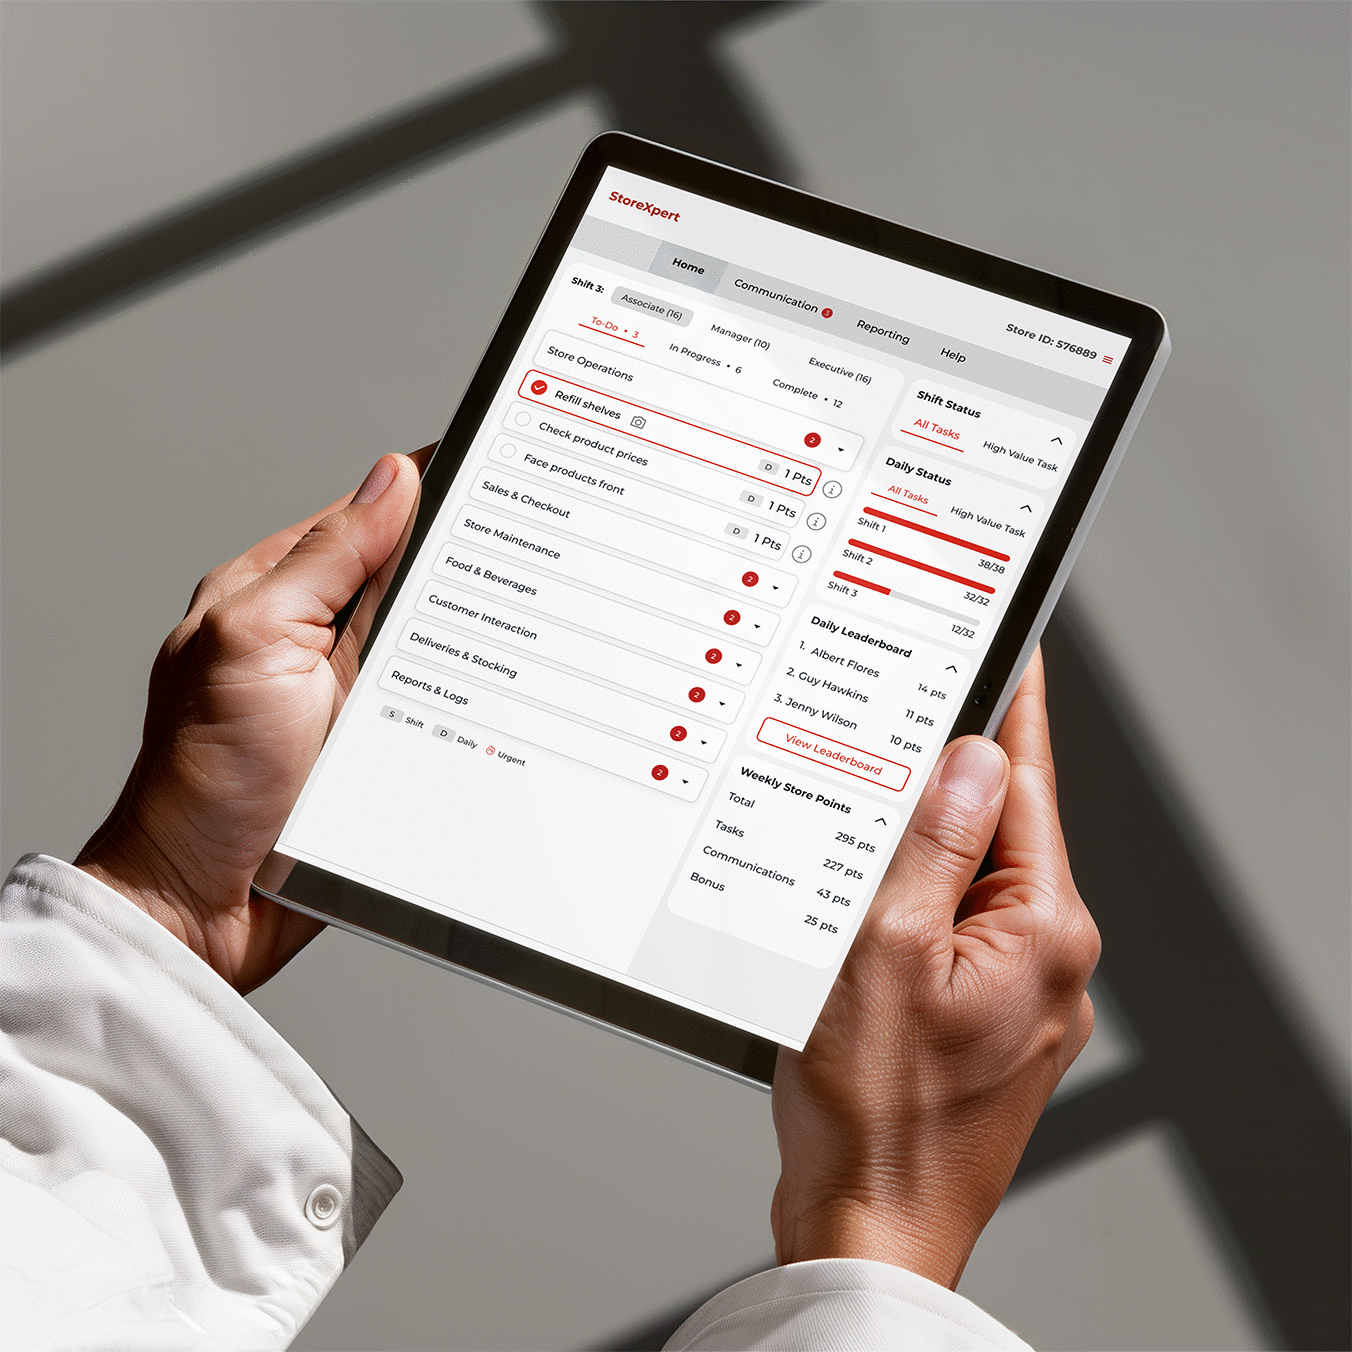 StoreXpert
Store ID: 576889
Home
Communication 3
Reporting
Help
Shift 3:
Associate (16)
Manager (10)
Executive (16)
To-Do • 3
In Progress • 6
Complete • 12
Store Operations
2
Refill shelves
D 1 Pts
i
Check product prices
D 1 Pts
i
Face products front
D 1 Pts
i
Sales & Checkout
2
Store Maintenance
2
Food & Beverages
2
Customer Interaction
2
Deliveries & Stocking
2
Reports & Logs
2
S Shift D Daily Urgent
Shift Status
All Tasks
High Value Task
Daily Status
All Tasks
High Value Task
Shift 1
38/38
Shift 2
32/32
Shift 3
12/32
Daily Leaderboard
1. Albert Flores
14 pts
2. Guy Hawkins
11 pts
3. Jenny Wilson
10 pts
View Leaderboard
Weekly Store Points
Total
295 pts
Tasks
227 pts
Communications
43 pts
Bonus
25 pts